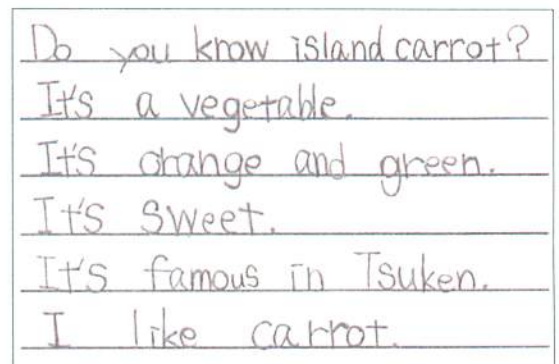 Do you know island carrot?
It's a vegetable.
It's orange and green.
It's sweet.
It's famous in Tsuken.
I like carrot.